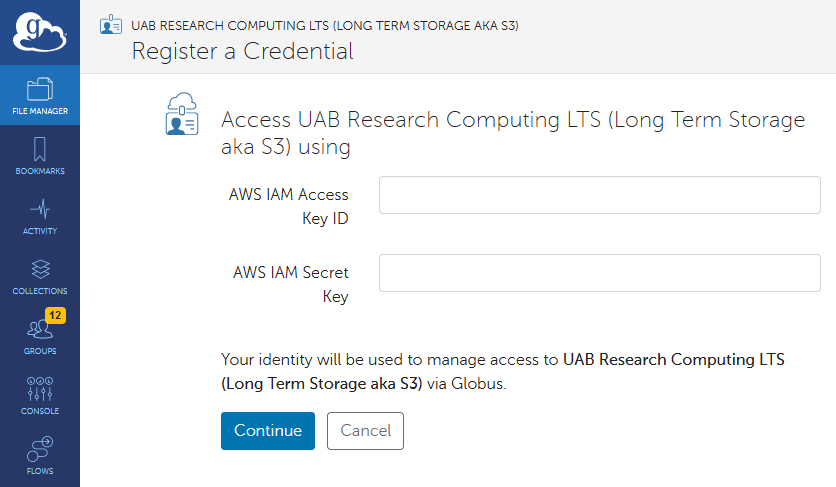 g
UAB RESEARCH COMPUTING LTS (LONG TERM STORAGE AKA S3)
Register a Credential
FILE MANAGER
BOOKMARKS
ACTIVITY
COLLECTIONS
12
GROUPS
CONSOLE
FLOWS
Access UAB Research Computing LTS (Long Term Storage
aka S3) using
AWS IAM Access
Key ID
AWS IAM Secret
Key
Your identity will be used to manage access to UAB Research Computing LTS
(Long Term Storage aka S3) via Globus.
Continue
Cancel